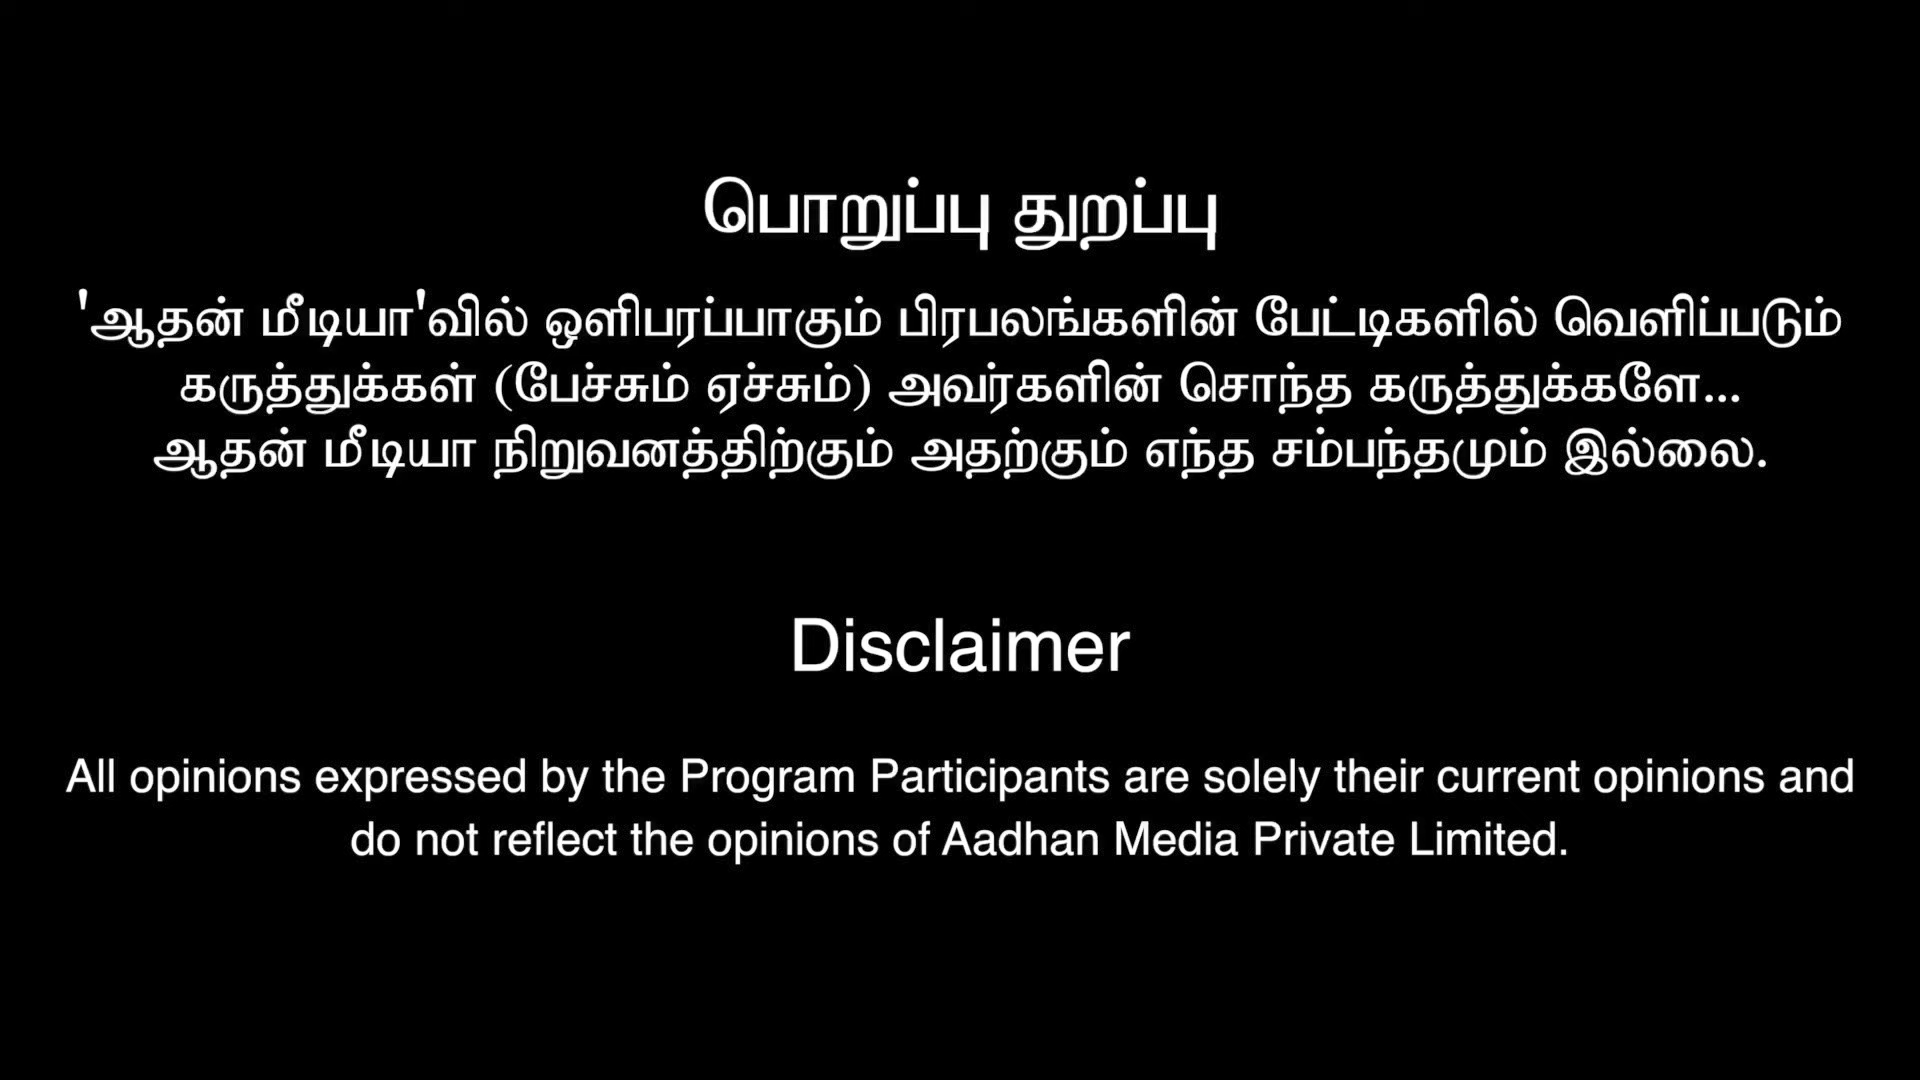 பொறுப்பு துறப்பு
'ஆதன் மீடியா'வில் ஒளிபரப்பாகும் பிரபலங்களின் பேட்டிகளில் வெளிப்படும்
கருத்துக்கள் (பேச்சும் ஏச்சும்) அவர்களின் சொந்த கருத்துக்களே...
ஆதன் மீடியா நிறுவனத்திற்கும் அதற்கும் எந்த சம்பந்தமும் இல்லை.
Disclaimer
All opinions expressed by the Program Participants are solely their current opinions and
do not reflect the opinions of Aadhan Media Private Limited.